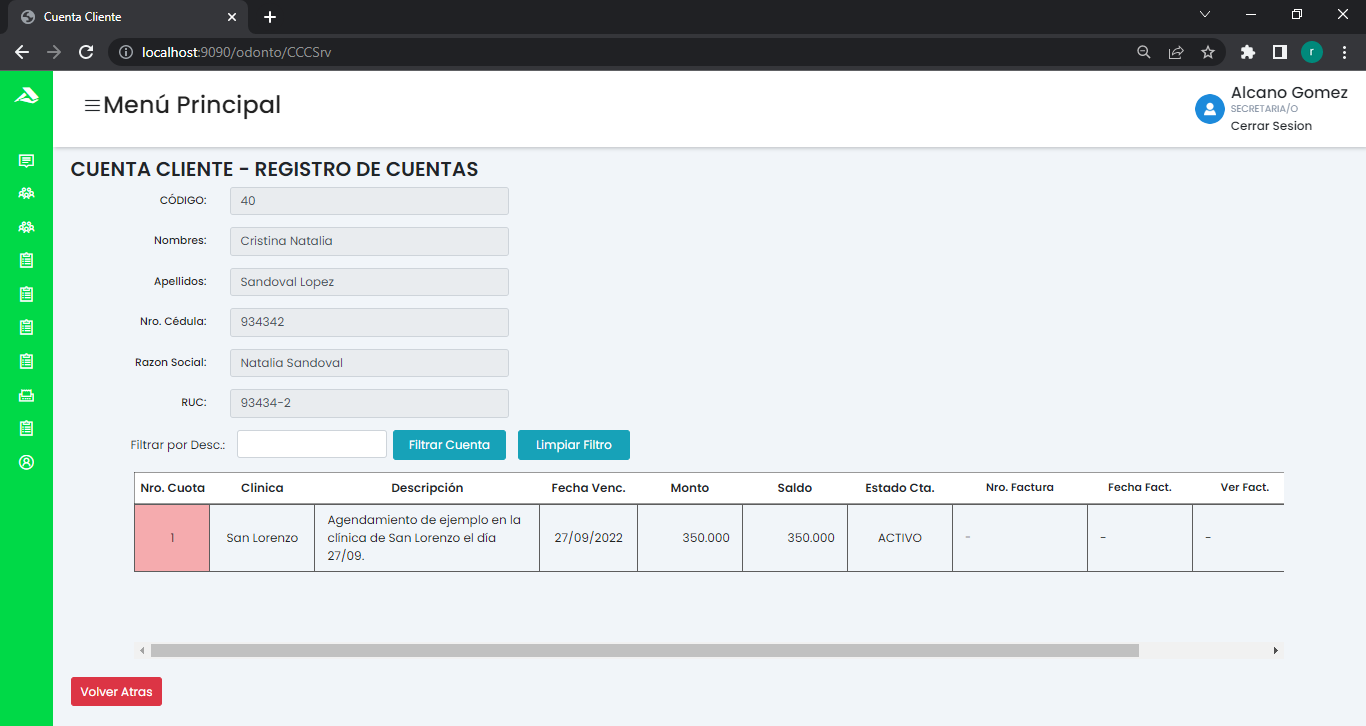 Cuenta Cliente
localhost:9090/odonto/CCCSrv
r
Menú Principal
Alcano Gomez
SECRETARIA/O
Cerrar Sesion
CUENTA CLIENTE - REGISTRO DE CUENTAS
CÓDIGO: 40
Nombres: Cristina Natalia
Apellidos: Sandoval Lopez
Nro. Cédula: 934342
Razon Social: Natalia Sandoval
RUC: 93434-2
Filtrar por Desc.: Filtrar Cuenta Limpiar Filtro
Nro. Cuota Clinica Descripción Fecha Venc. Monto Saldo Estado Cta. Nro. Factura Fecha Fact. Ver Fact.
1 San Lorenzo Agendamiento de ejemplo en la
clínica de San Lorenzo el día
27/09. 27/09/2022 350.000 350.000 ACTIVO - - -
Volver Atras